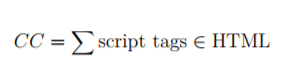 CC = ∑ script tags ∈ HTML